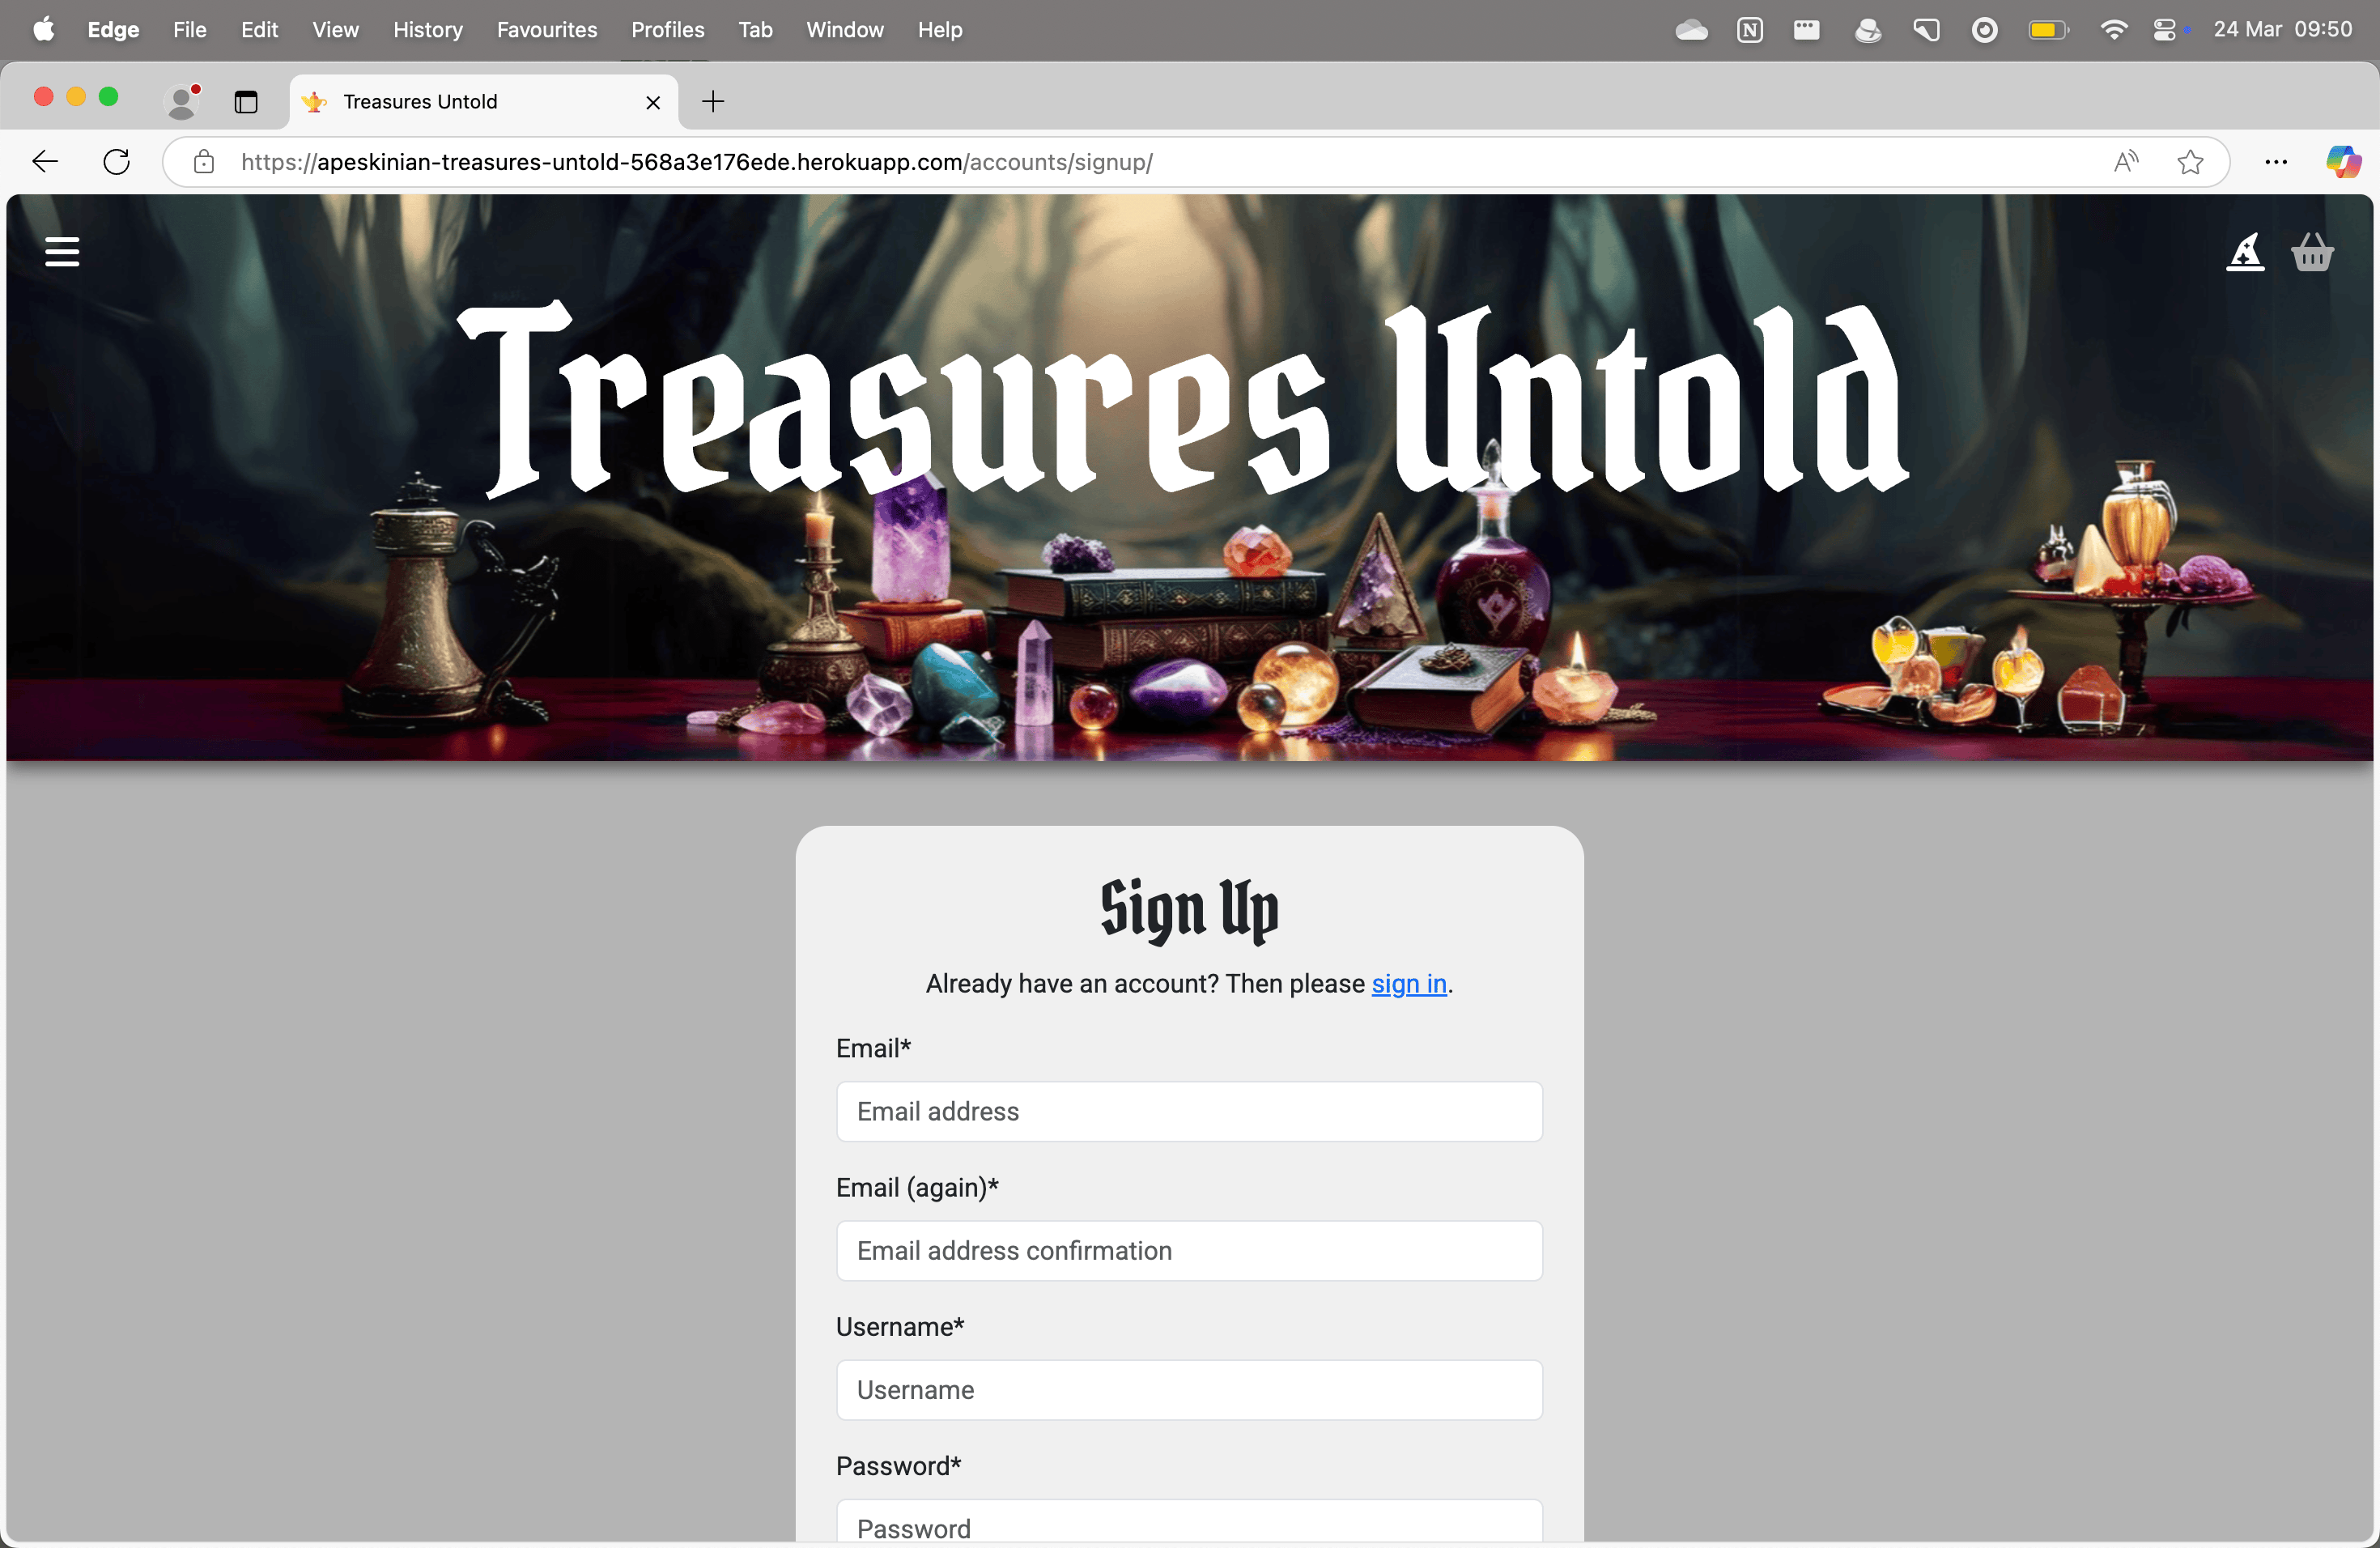 Edge File Edit View History Favourites Profiles Tab Window Help 24 Mar 09:50
Treasures Untold
https://apeskinian-treasures-untold-568a3e176ede.herokuapp.com/accounts/signup/
Treasures Untold
Sign Up
Already have an account? Then please sign in.
Email*
Email address
Email (again)*
Email address confirmation
Username*
Username
Password*
Password